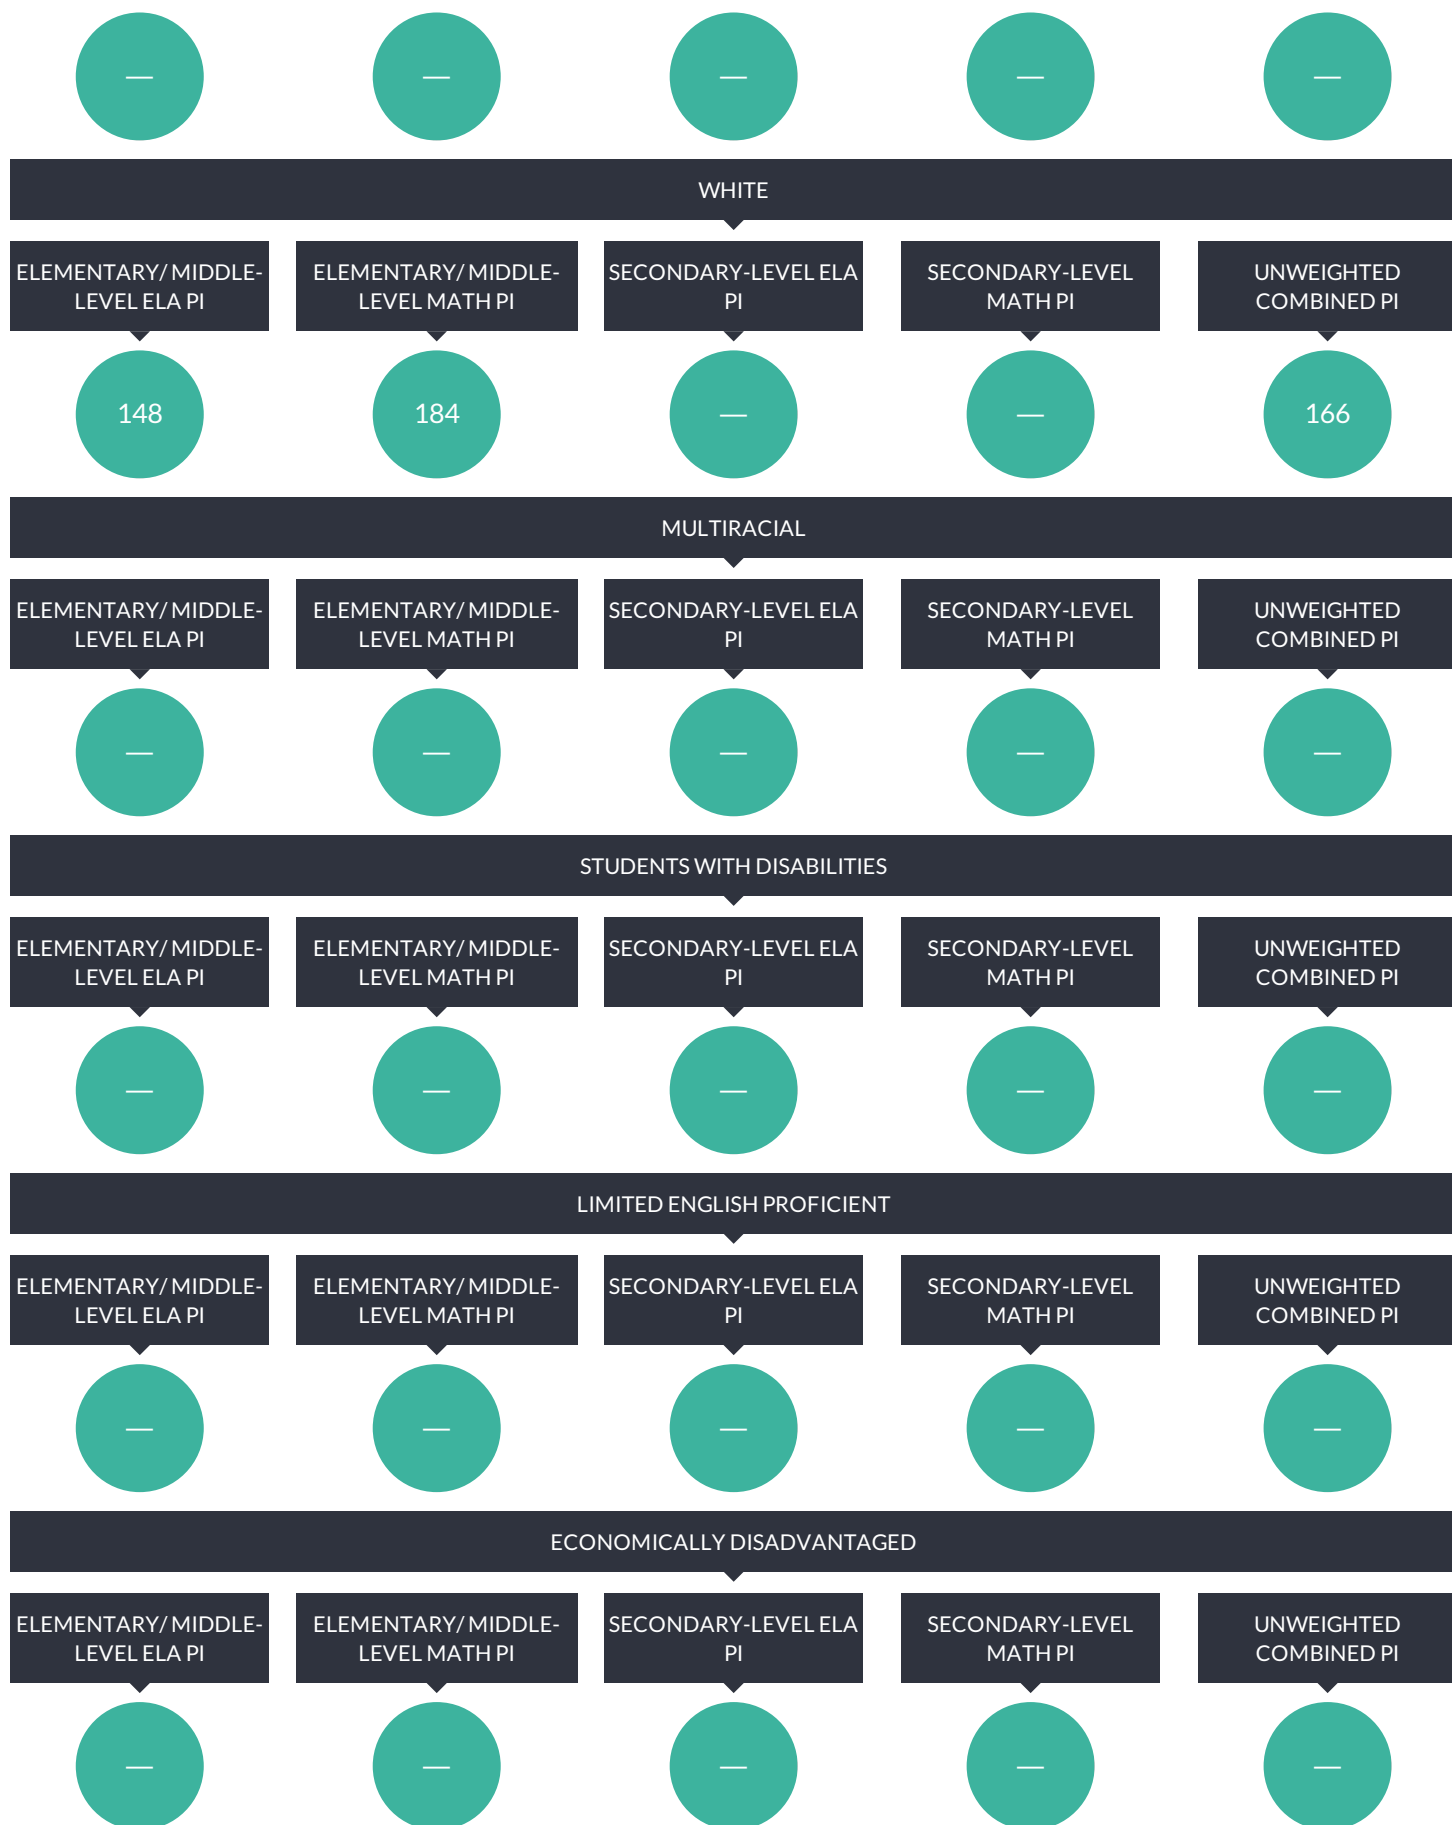 — — — — —
WHITE
ELEMENTARY/ MIDDLE- ELEMENTARY/ MIDDLE- SECONDARY-LEVEL ELA SECONDARY-LEVEL UNWEIGHTED
LEVEL ELA PI LEVEL MATH PI PI MATH PI COMBINED PI
148 184 — — 166
MULTIRACIAL
ELEMENTARY/ MIDDLE- ELEMENTARY/ MIDDLE- SECONDARY-LEVEL ELA SECONDARY-LEVEL UNWEIGHTED
LEVEL ELA PI LEVEL MATH PI PI MATH PI COMBINED PI
— — — — —
STUDENTS WITH DISABILITIES
ELEMENTARY/ MIDDLE- ELEMENTARY/ MIDDLE- SECONDARY-LEVEL ELA SECONDARY-LEVEL UNWEIGHTED
LEVEL ELA PI LEVEL MATH PI PI MATH PI COMBINED PI
— — — — —
LIMITED ENGLISH PROFICIENT
ELEMENTARY/ MIDDLE- ELEMENTARY/ MIDDLE- SECONDARY-LEVEL ELA SECONDARY-LEVEL UNWEIGHTED
LEVEL ELA PI LEVEL MATH PI PI MATH PI COMBINED PI
— — — — —
ECONOMICALLY DISADVANTAGED
ELEMENTARY/ MIDDLE- ELEMENTARY/ MIDDLE- SECONDARY-LEVEL ELA SECONDARY-LEVEL UNWEIGHTED
LEVEL ELA PI LEVEL MATH PI PI MATH PI COMBINED PI
— — — — —